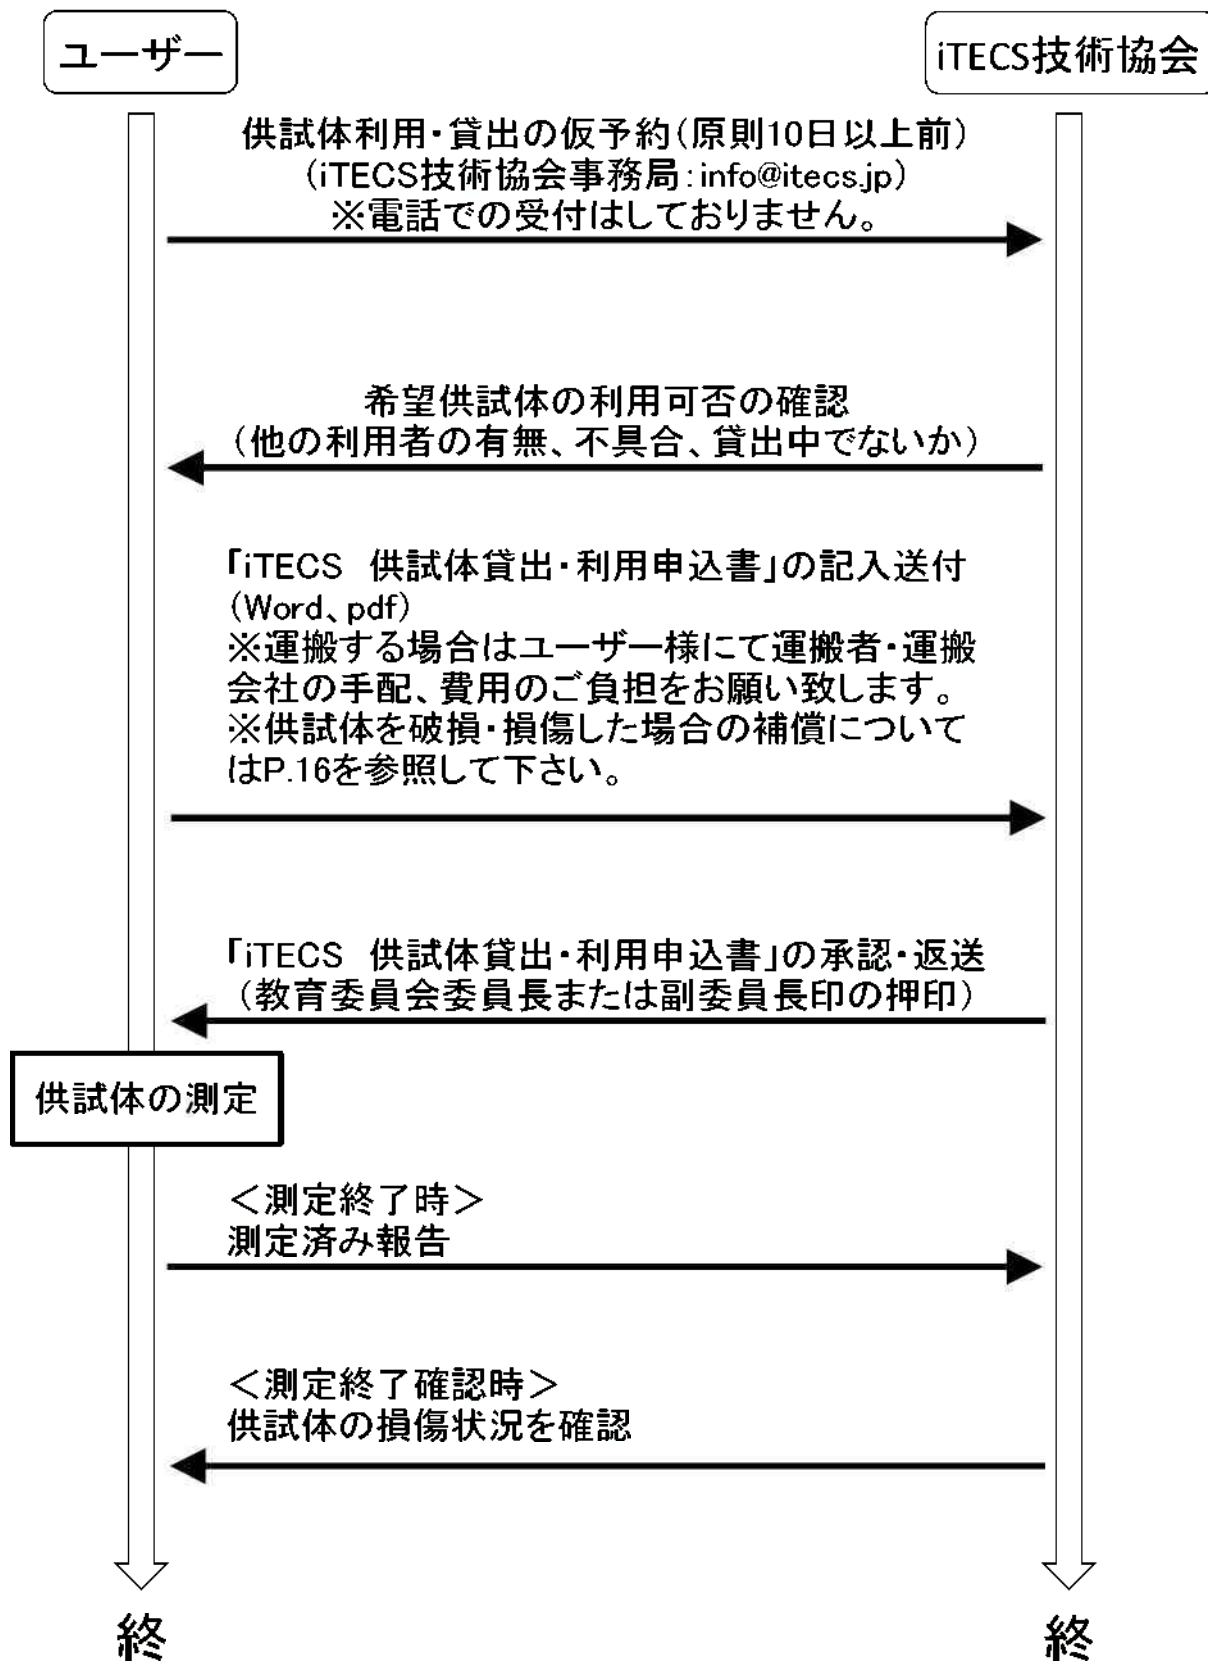 ユーザー
iTECS技術協会
供試体利用・貸出の仮予約(原則10日以上前)
(iTECS技術協会事務局:info@itecs.jp)
※電話での受付はしておりません。
希望供試体の利用可否の確認
(他の利用者の有無、不具合、貸出中でないか)
「iTECS　供試体貸出・利用申込書」の記入送付
(Word、pdf)
※運搬する場合はユーザー様にて運搬者・運搬
会社の手配、費用のご負担をお願い致します。
※供試体を破損・損傷した場合の補償について
はP.16を参照して下さい。
「iTECS　供試体貸出・利用申込書」の承認・返送
(教育委員会委員長または副委員長印の押印)
供試体の測定
＜測定終了時＞
測定済み報告
＜測定終了確認時＞
供試体の損傷状況を確認
終
終